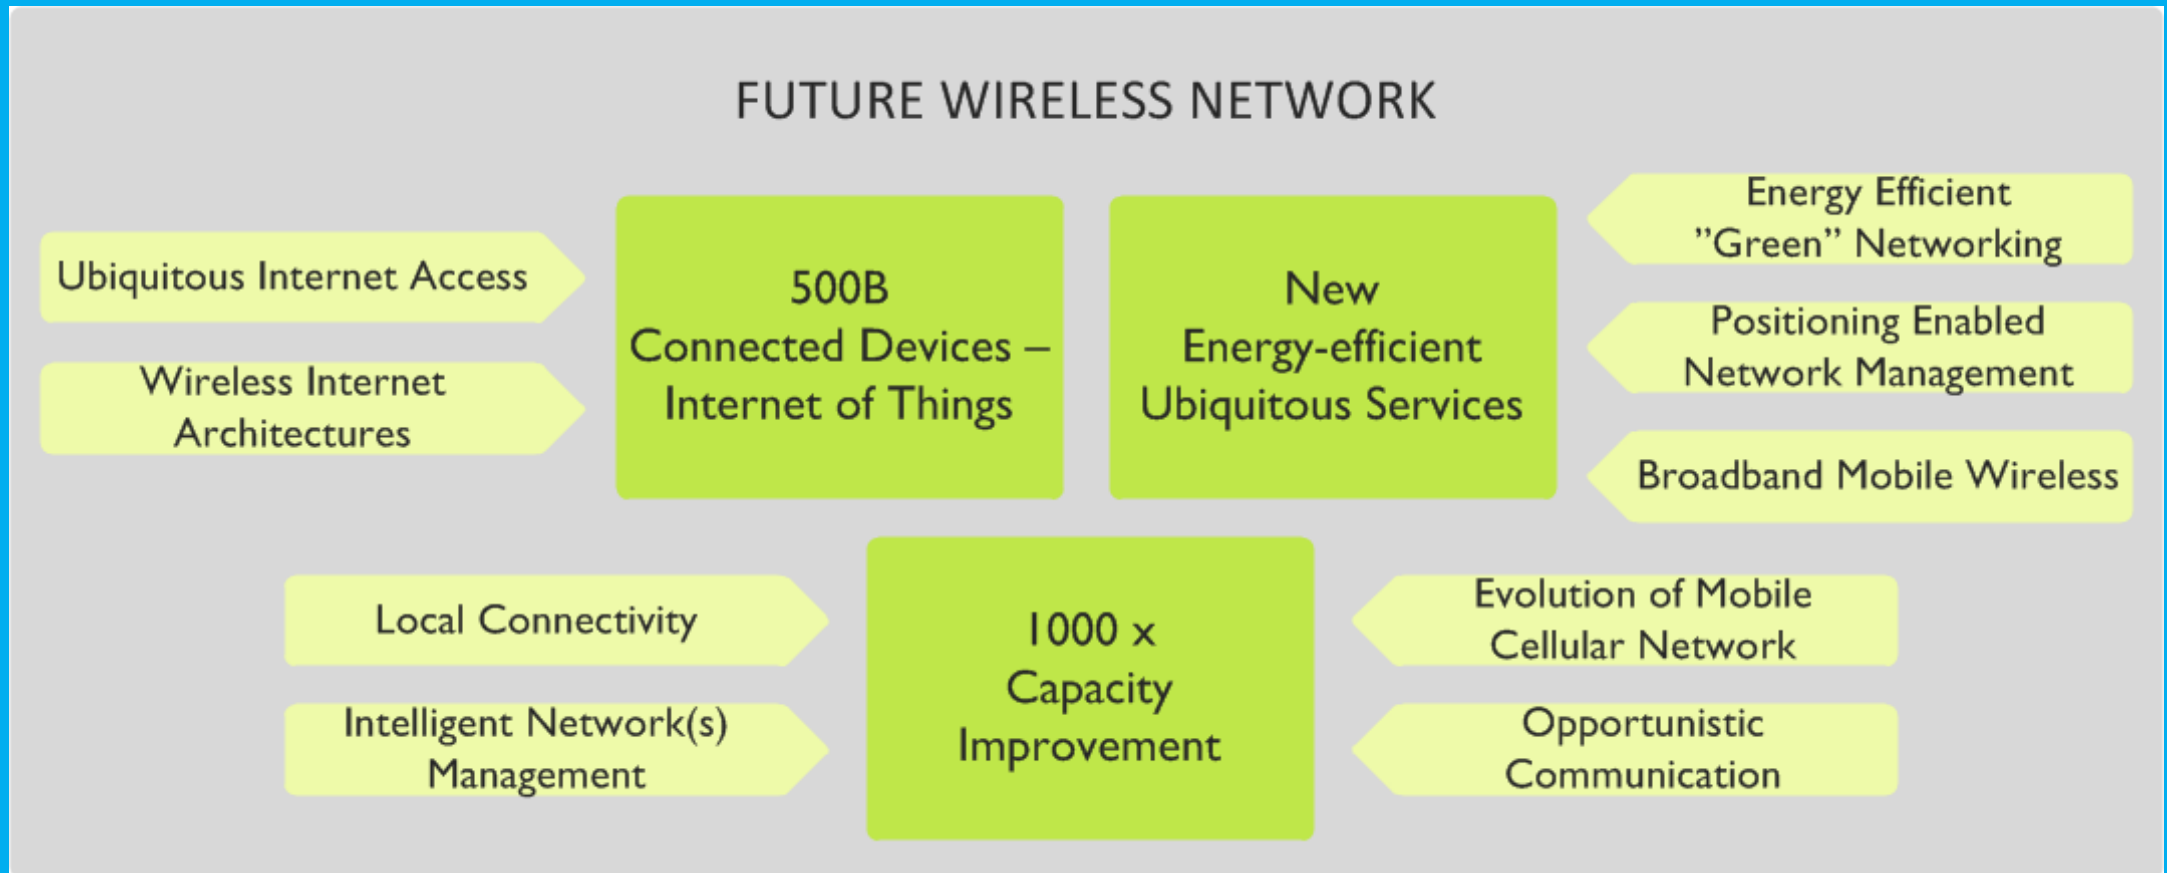 FUTURE WIRELESS NETWORK
Ubiquitous Internet Access
Wireless Internet
Architectures
500B
Connected Devices –
Internet of Things
New
Energy-efficient
Ubiquitous Services
Energy Efficient
”Green” Networking
Positioning Enabled
Network Management
Broadband Mobile Wireless
Local Connectivity
Intelligent Network(s)
Management
1000 x
Capacity
Improvement
Evolution of Mobile
Cellular Network
Opportunistic
Communication